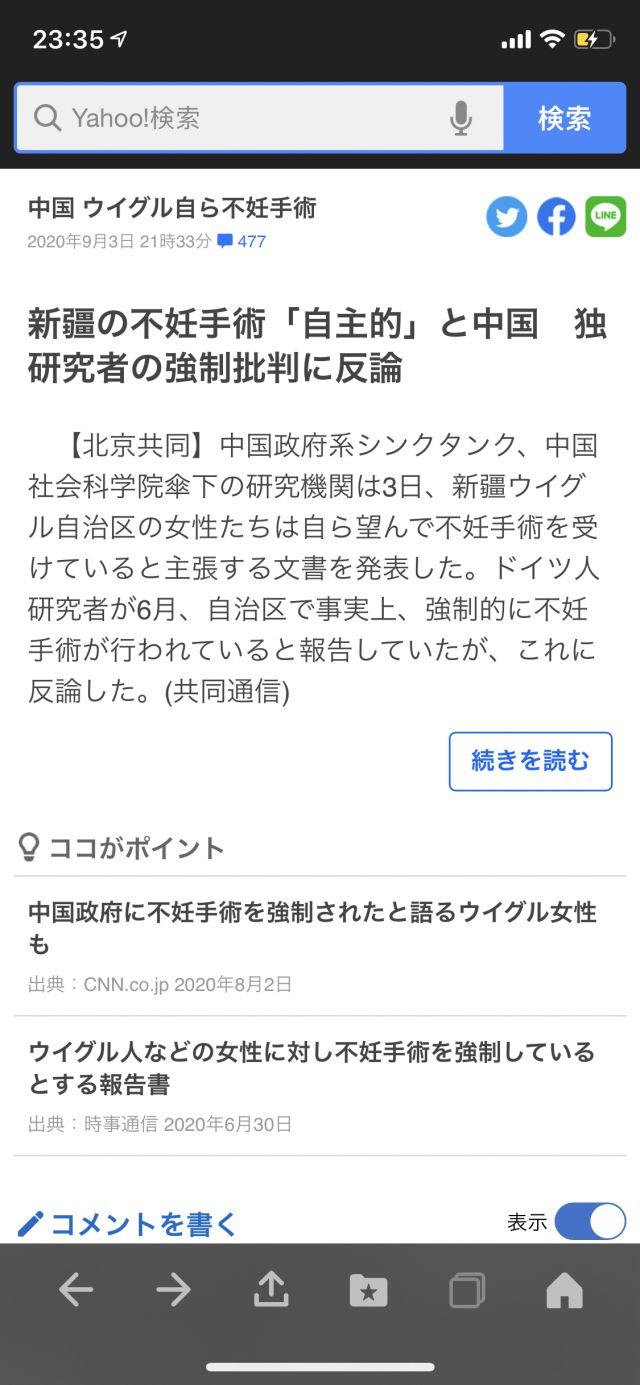 23:35
Yahoo!検索
検索
中国 ウイグル自ら不妊手術
2020年9月3日 21時33分 477
LINE
新疆の不妊手術「自主的」と中国　独
研究者の強制批判に反論
【北京共同】中国政府系シンクタンク、中国
社会科学院傘下の研究機関は3日、新疆ウイグ
ル自治区の女性たちは自ら望んで不妊手術を受
けていると主張する文書を発表した。ドイツ人
研究者が6月、自治区で事実上、強制的に不妊
手術が行われていると報告していたが、これに
反論した。(共同通信)
続きを読む
ココがポイント
中国政府に不妊手術を強制されたと語るウイグル女性
も
出典：CNN.co.jp 2020年8月2日
ウイグル人などの女性に対し不妊手術を強制している
とする報告書
出典：時事通信 2020年6月30日
コメントを書く
表示